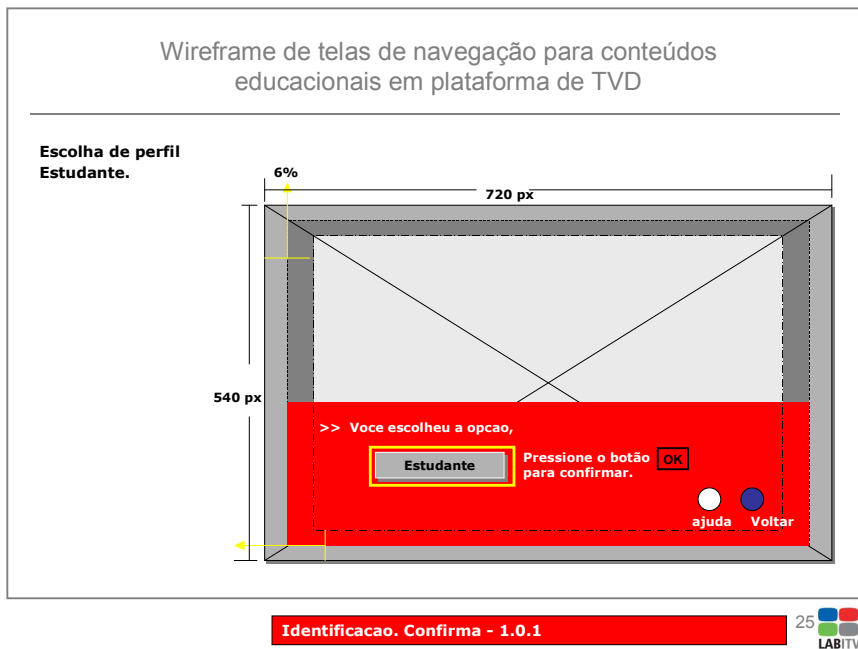 Wireframe de telas de navegação para conteúdos
educacionais em plataforma de TVD
Escolha de perfil
Estudante.
6%
720 px
540 px
>> Voce escolheu a opcao,
Estudante
Pressione o botão
para confirmar.
OK
ajuda
Voltar
Identificacao. Confirma - 1.0.1
25
LABITV